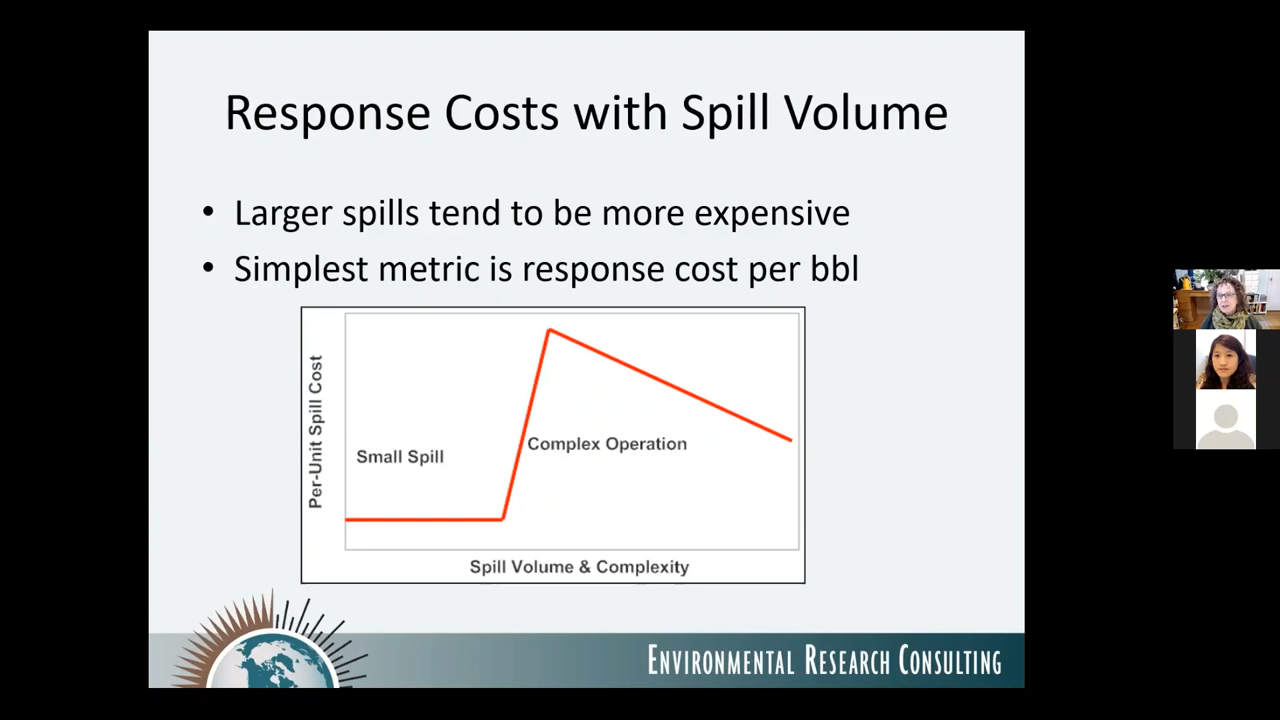 Response Costs with Spill Volume
• Larger spills tend to be more expensive
• Simplest metric is response cost per bbl
Per-Unit Spill Cost
Small Spill
Complex Operation
Spill Volume & Complexity
ENVIRONMENTAL RESEARCH CONSULTING